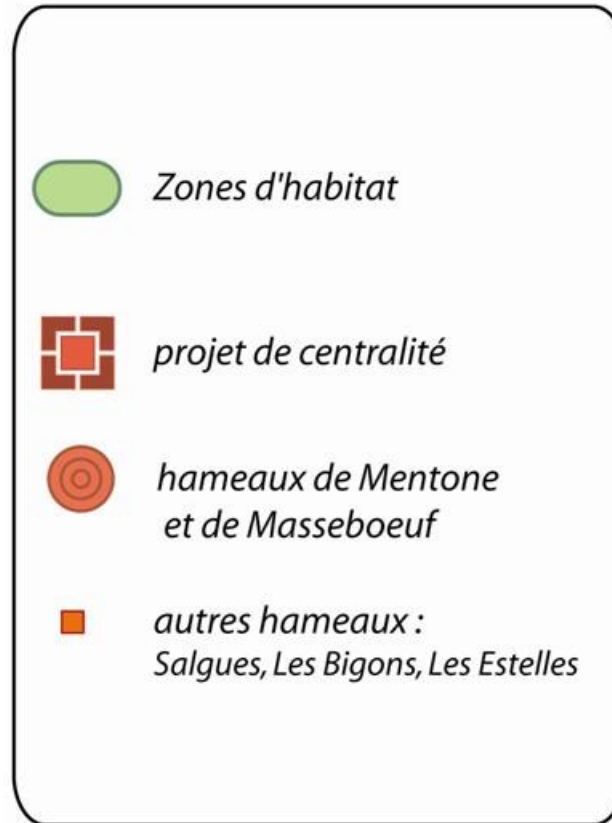 Zones d'habitat
projet de centralité
hameaux de Mentone
et de Masseboeuf
autres hameaux :
Salgues, Les Bigons, Les Estelles